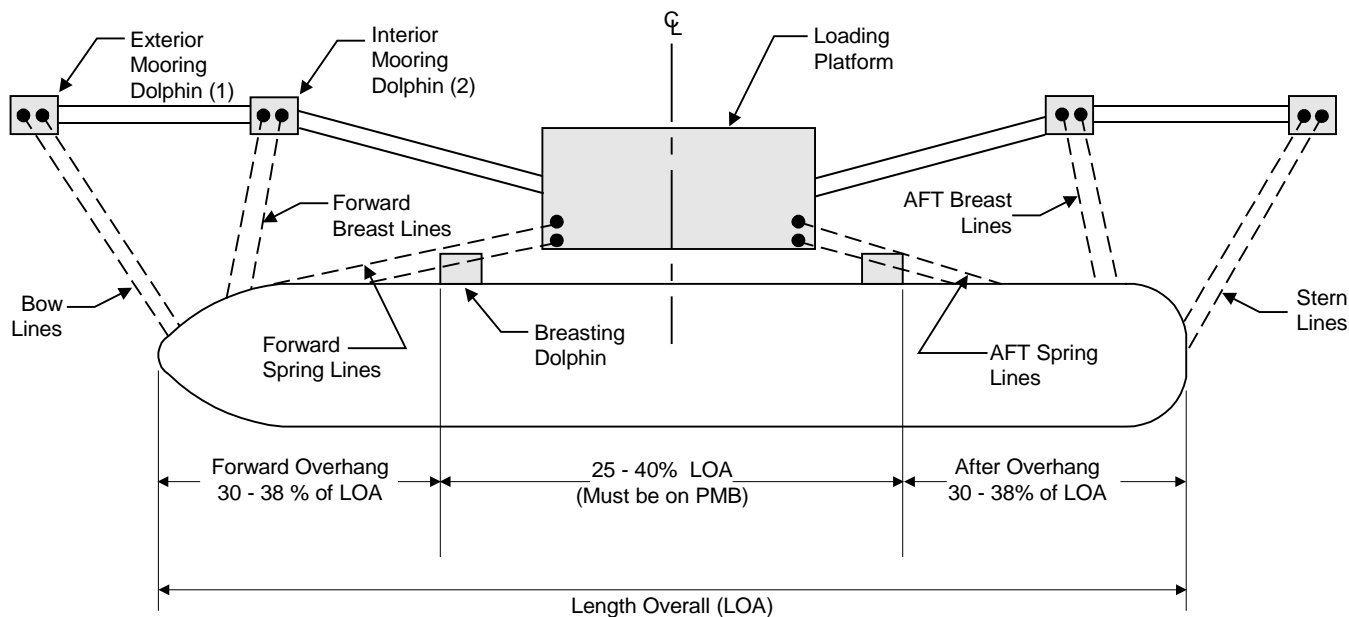 ℄
Exterior
Mooring
Dolphin (1)
Interior
Mooring
Dolphin (2)
Loading
Platform
Forward
Breast Lines
AFT Breast
Lines
Bow
Lines
Stern
Lines
Forward
Spring Lines
Breasting
Dolphin
AFT Spring
Lines
Forward Overhang
30 - 38 % of LOA
25 - 40% LOA
(Must be on PMB)
After Overhang
30 - 38% of LOA
Length Overall (LOA)